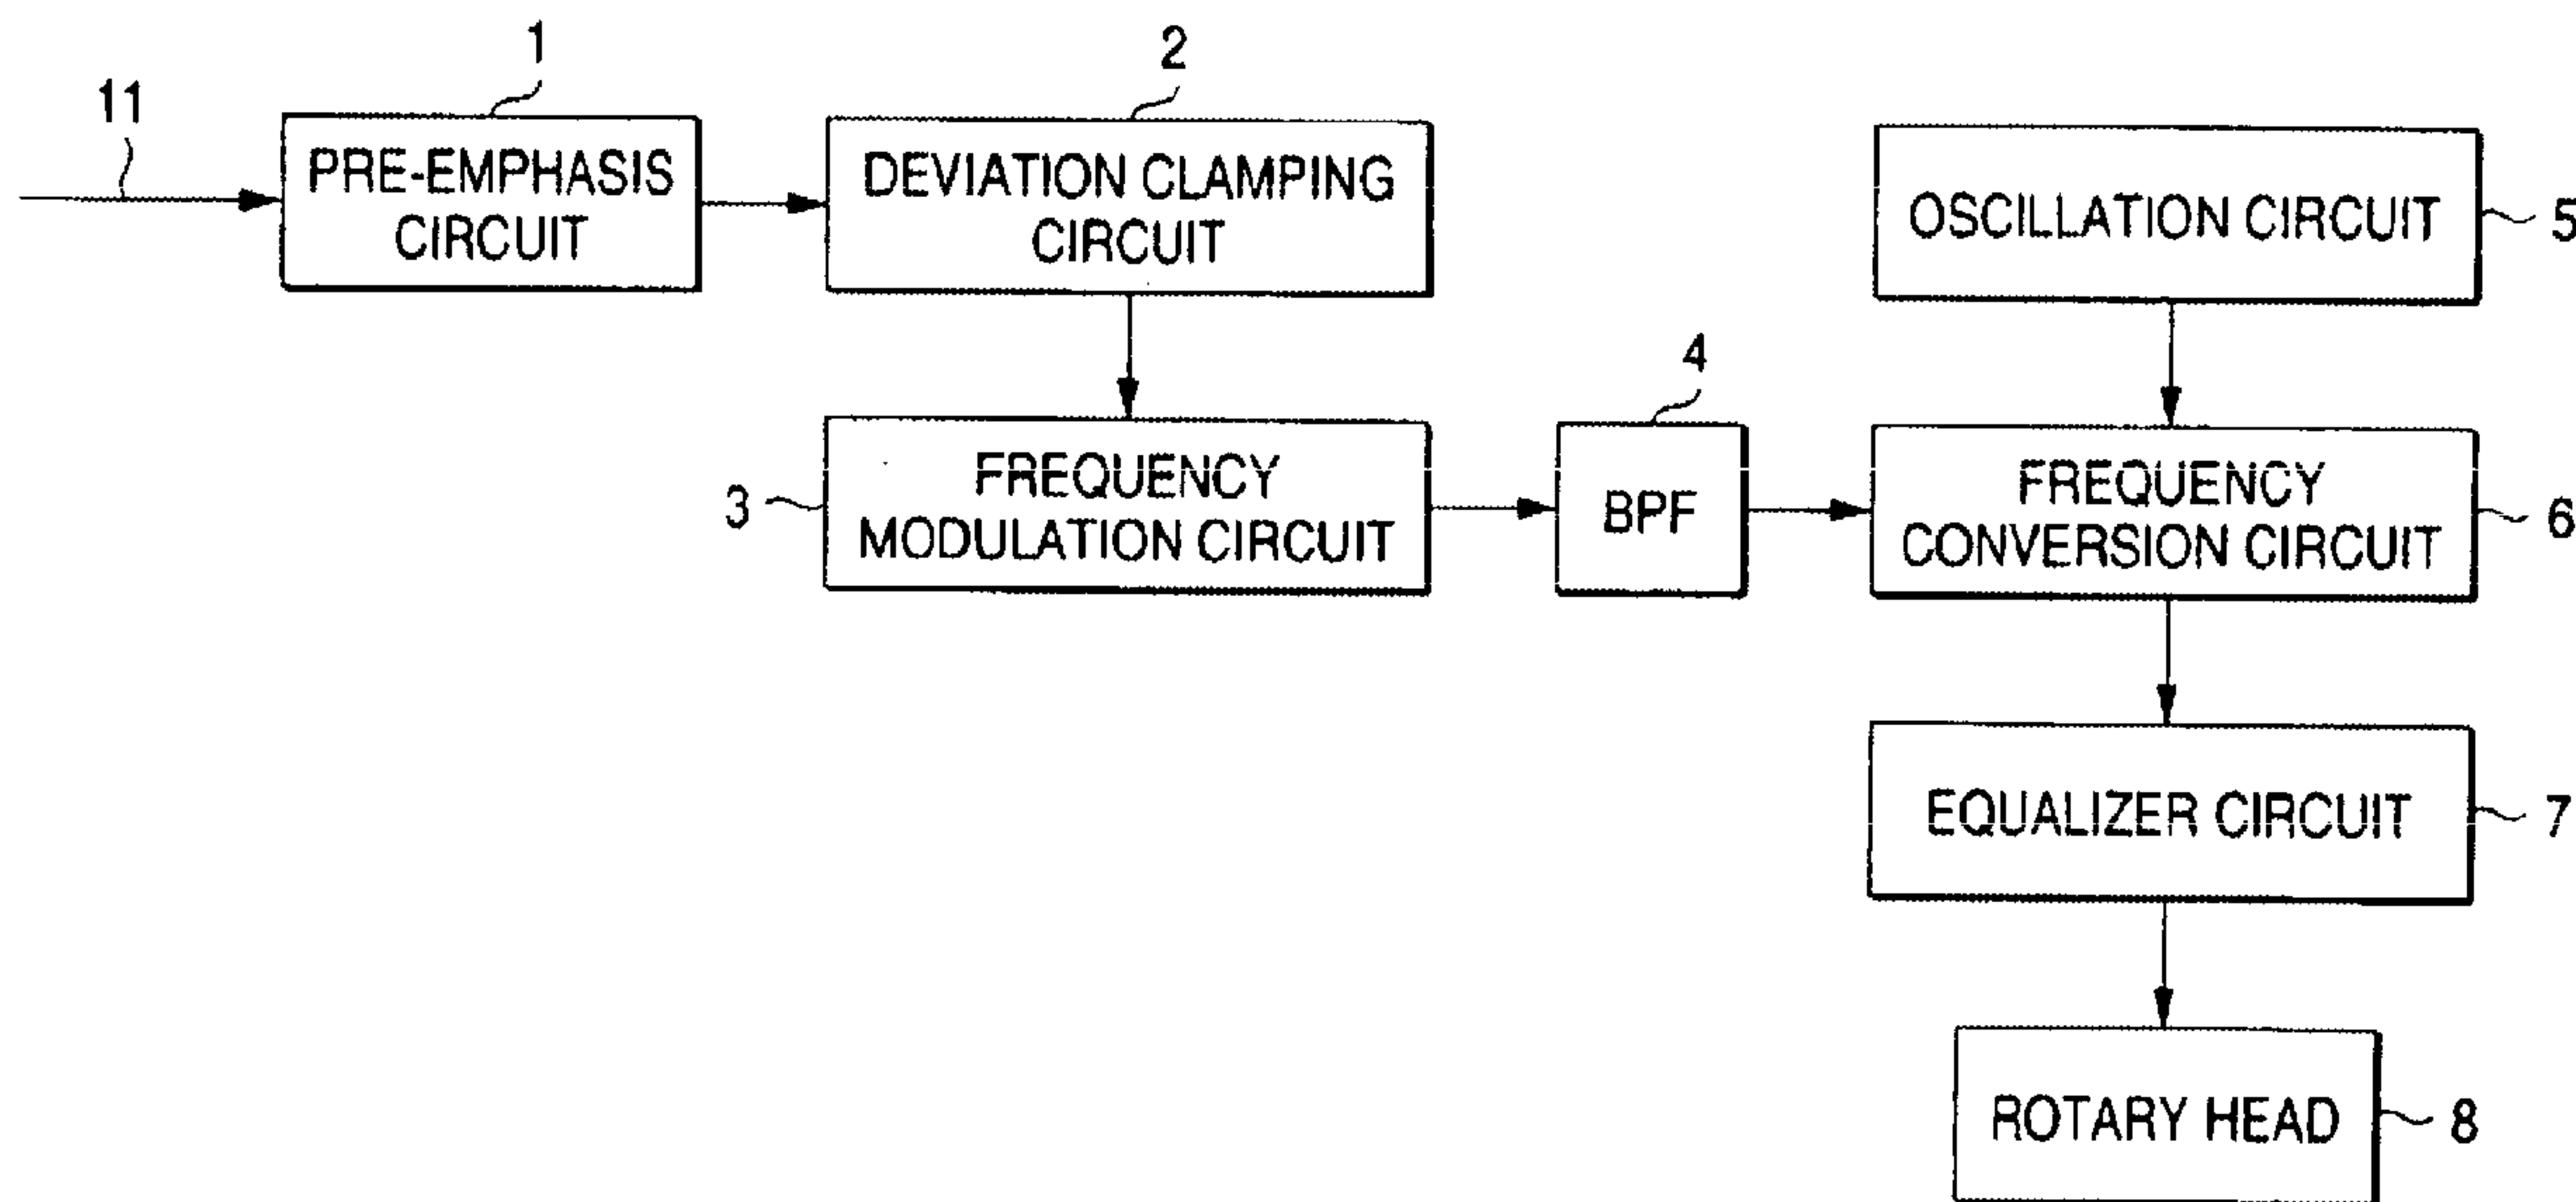 1
2
11
PRE-EMPHASIS
CIRCUIT
DEVIATION CLAMPING
CIRCUIT
OSCILLATION CIRCUIT
5
4
3
FREQUENCY
MODULATION CIRCUIT
BPF
FREQUENCY
CONVERSION CIRCUIT
6
EQUALIZER CIRCUIT
7
ROTARY HEAD
8